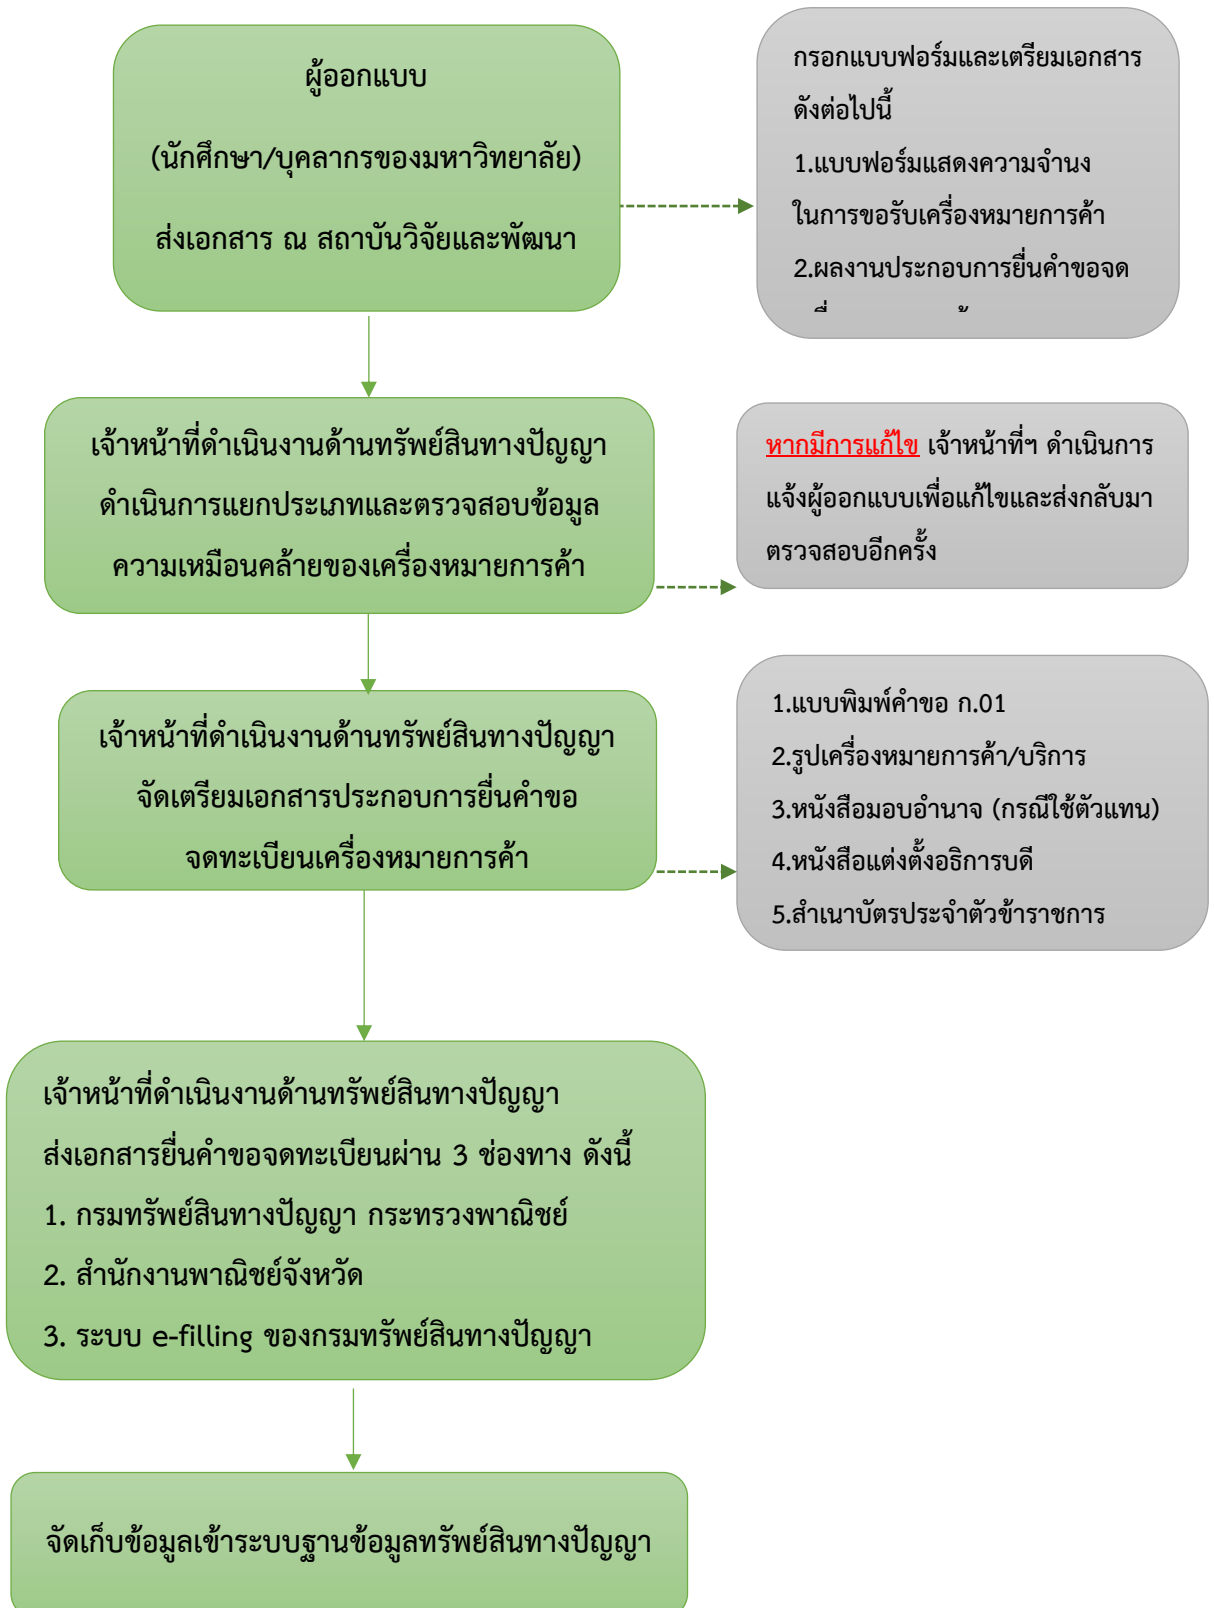 ผู้ออกแบบ
(นักศึกษา/บุคลากรของมหาวิทยาลัย)
ส่งเอกสาร ณ สถาบันวิจัยและพัฒนา
กรอกแบบฟอร์มและเตรียมเอกสาร
ดังต่อไปนี้
1.แบบฟอร์มแสดงความจำนง
ในการขอรับเครื่องหมายการค้า
2.ผลงานประกอบการยื่นคำขอจด
เจ้าหน้าที่ดำเนินงานด้านทรัพย์สินทางปัญญา
ดำเนินการแยกประเภทและตรวจสอบข้อมูล
ความเหมือนคล้ายของเครื่องหมายการค้า
หากมีการแก้ไข เจ้าหน้าที่ฯ ดำเนินการ
แจ้งผู้ออกแบบเพื่อแก้ไขและส่งกลับมา
ตรวจสอบอีกครั้ง
เจ้าหน้าที่ดำเนินงานด้านทรัพย์สินทางปัญญา
จัดเตรียมเอกสารประกอบการยื่นคำขอ
จดทะเบียนเครื่องหมายการค้า
1.แบบพิมพ์คำขอ ก.01
2.รูปเครื่องหมายการค้า/บริการ
3.หนังสือมอบอำนาจ (กรณีใช้ตัวแทน)
4.หนังสือแต่งตั้งอธิการบดี
5.สำเนาบัตรประจำตัวข้าราชการ
เจ้าหน้าที่ดำเนินงานด้านทรัพย์สินทางปัญญา
ส่งเอกสารยื่นคำขอจดทะเบียนผ่าน 3 ช่องทาง ดังนี้
1. กรมทรัพย์สินทางปัญญา กระทรวงพาณิชย์
2. สำนักงานพาณิชย์จังหวัด
3. ระบบ e-filling ของกรมทรัพย์สินทางปัญญา
จัดเก็บข้อมูลเข้าระบบฐานข้อมูลทรัพย์สินทางปัญญา